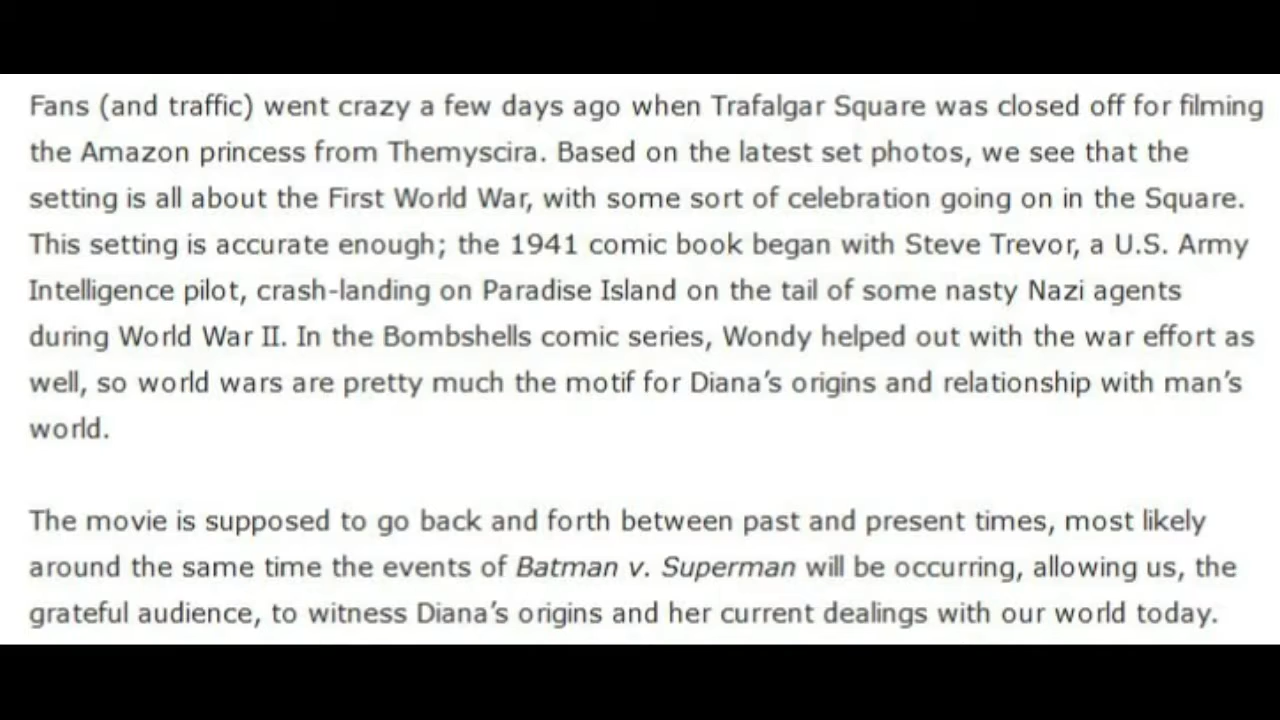 Fans (and traffic) went crazy a few days ago when Trafalgar Square was closed off for filming
the Amazon princess from Themyscira. Based on the latest set photos, we see that the
setting is all about the First World War, with some sort of celebration going on in the Square.
This setting is accurate enough; the 1941 comic book began with Steve Trevor, a U.S. Army
Intelligence pilot, crash-landing on Paradise Island on the tail of some nasty Nazi agents
during World War II. In the Bombshells comic series, Wondy helped out with the war effort as
well, so world wars are pretty much the motif for Diana’s origins and relationship with man’s
world.
The movie is supposed to go back and forth between past and present times, most likely
around the same time the events of Batman v. Superman will be occurring, allowing us, the
grateful audience, to witness Diana’s origins and her current dealings with our world today.